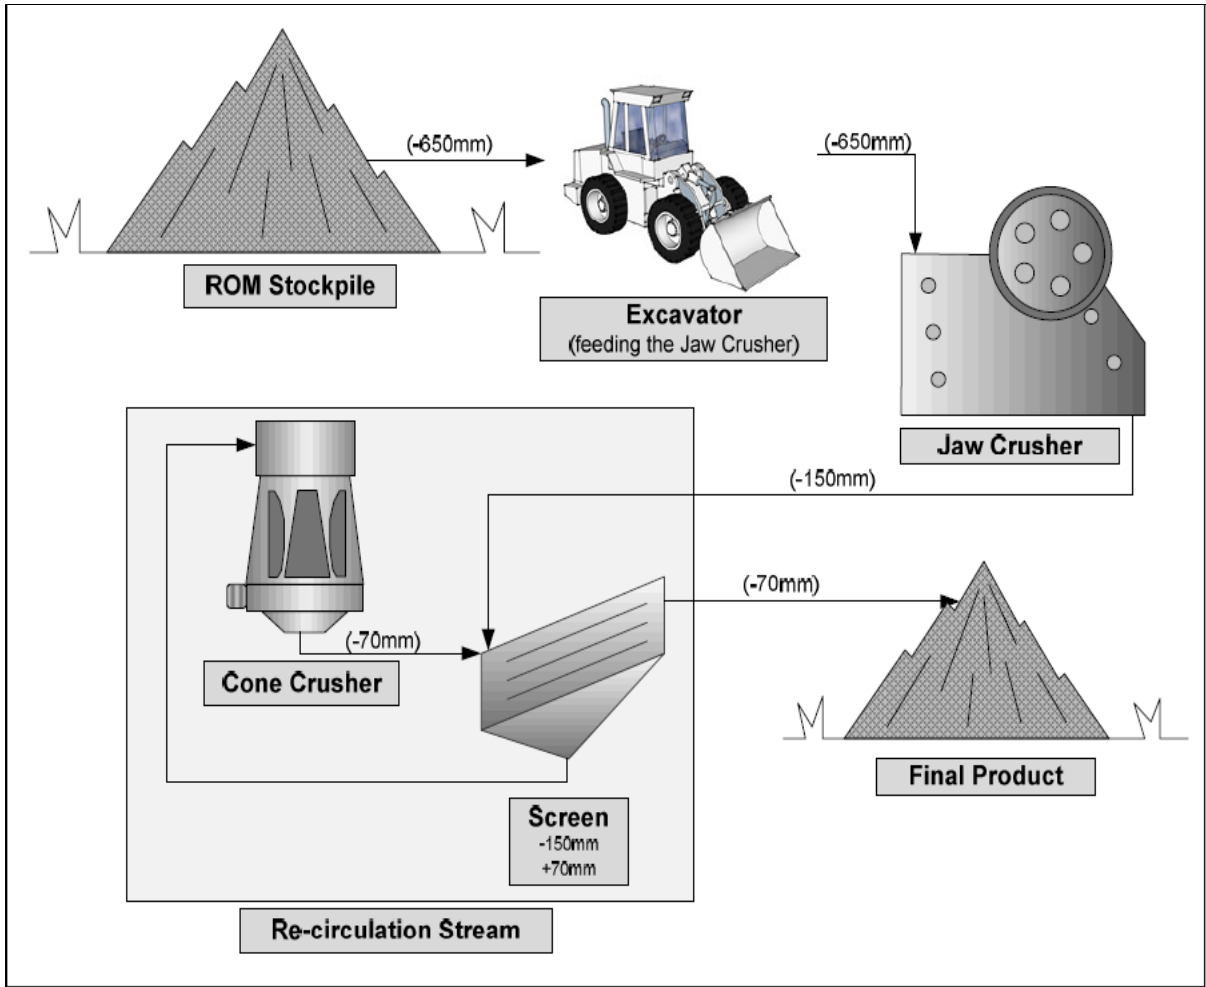 (-650mm)
(-650mm)
ROM Stockpile
Excavator
(feeding the Jaw Crusher)
Jaw Crusher
(-150mm)
(-70mm)
(-70mm)
Cone Crusher
Final Product
Screen
-150mm
+70mm
Re-circulation Stream